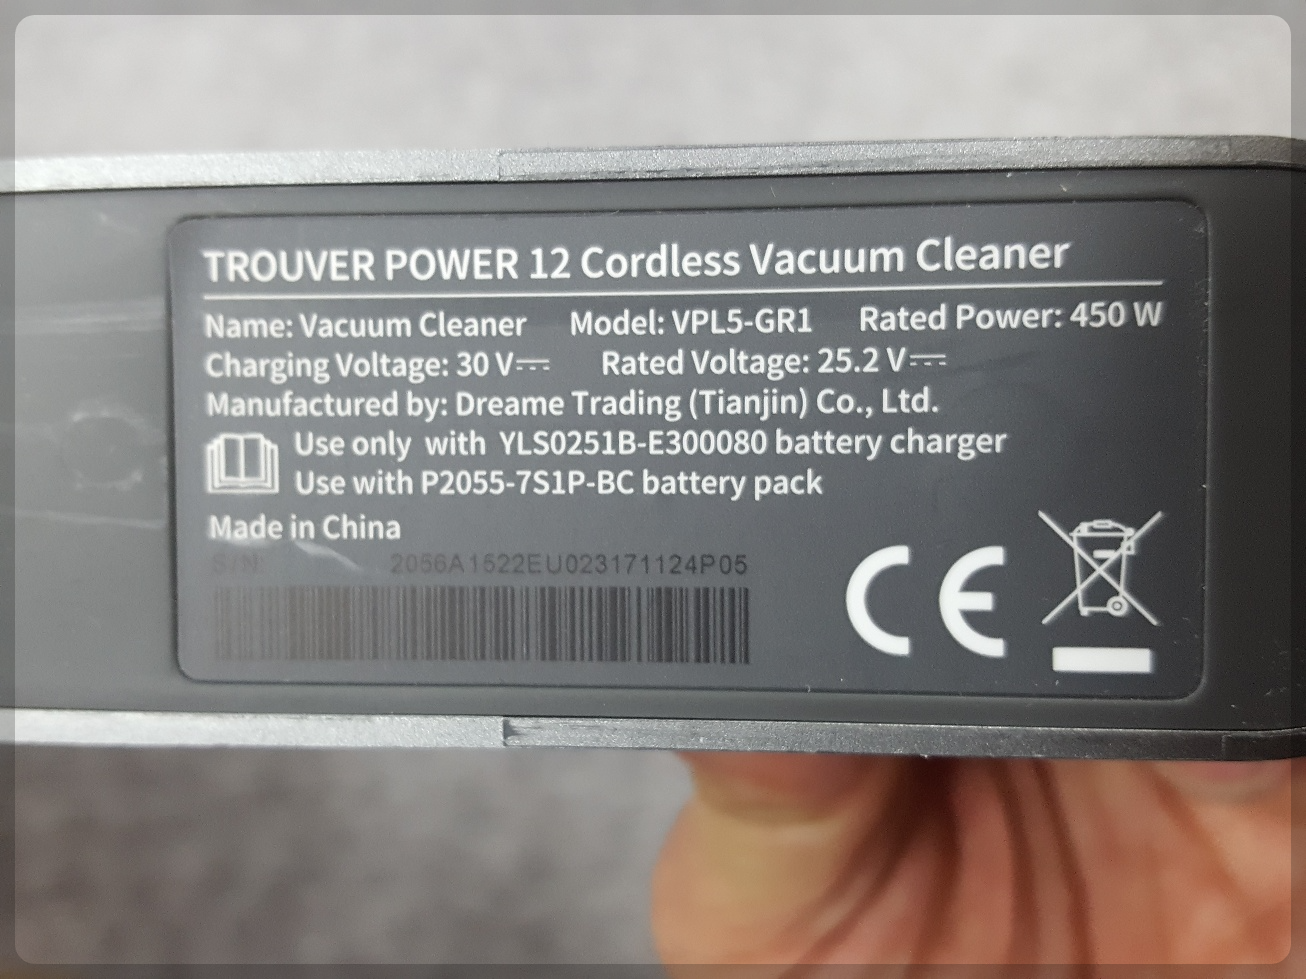 TROUVER POWER 12 Cordless Vacuum Cleaner
Name: Vacuum Cleaner Model: VPL5-GR1 Rated Power: 450 W
Charging Voltage: 30 V⎓ Rated Voltage: 25.2 V⎓
Manufactured by: Dreame Trading (Tianjin) Co., Ltd.
Use only with YLS0251B-E300080 battery charger
Use with P2055-7S1P-BC battery pack
Made in China
S/N: 2056A1522EU023171124P05
CE